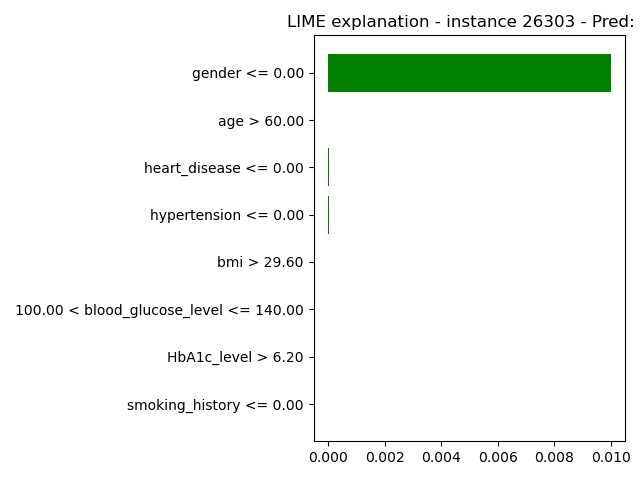 LIME explanation - instance 26303 - Pred:
gender <= 0.00
age > 60.00
heart_disease <= 0.00
hypertension <= 0.00
bmi > 29.60
100.00 < blood_glucose_level <= 140.00
HbA1c_level > 6.20
smoking_history <= 0.00
0.000 0.002 0.004 0.006 0.008 0.010